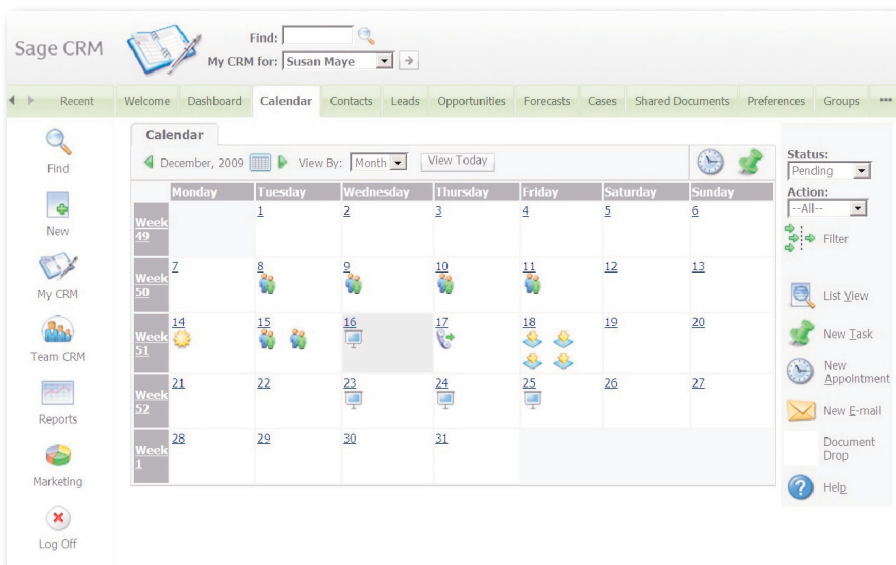 Sage CRM
Find:
My CRM for: Susan Maye
Recent Welcome Dashboard Calendar Contacts Leads Opportunities Forecasts Cases Shared Documents Preferences Groups •••
Find
New
My CRM
Team CRM
Reports
Marketing
Log Off
Calendar
December, 2009 View By: Month View Today
Monday Tuesday Wednesday Thursday Friday Saturday Sunday
Week 1 2 3 4 5 6
49
Week 7 8 9 10 11 12 13
50
Week 14 15 16 17 18 19 20
51
Week 21 22 23 24 25 26 27
52
Week 28 29 30 31
1
Status:
Pending
Action:
--All--
Filter
List View
New Task
New
Appointment
New E-mail
Document
Drop
Help